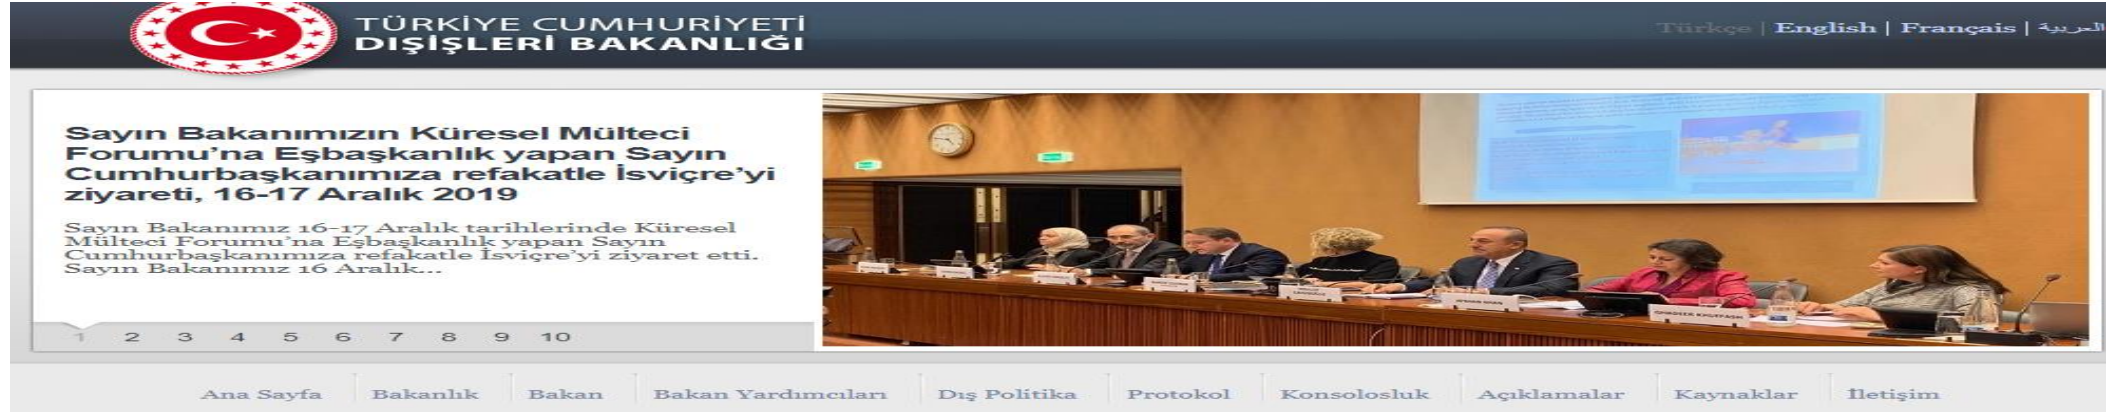 TÜRKİYE CUMHURİYETİ
DIŞİŞLERİ BAKANLIĞI
Türkçe | English | Français | العربية
Sayın Bakanımızın Küresel Mülteci
Forumu’na Eşbaşkanlık yapan Sayın
Cumhurbaşkanımıza refakatle İsviçre’yi
ziyareti, 16-17 Aralık 2019
Sayın Bakanımız 16-17 Aralık tarihlerinde Küresel
Mülteci Forumu’na Eşbaşkanlık yapan Sayın
Cumhurbaşkanımıza refakatle İsviçre’yi ziyaret etti.
Sayın Bakanımız 16 Aralık...
1 2 3 4 5 6 7 8 9 10
Ana Sayfa Bakanlık Bakan Bakan Yardımcıları Dış Politika Protokol Konsolosluk Açıklamalar Kaynaklar İletişim